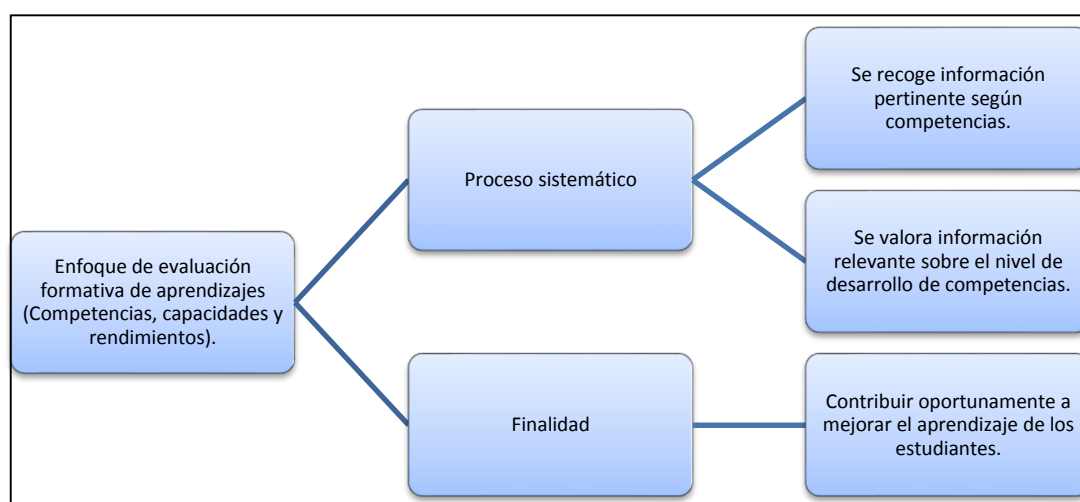 Enfoque de evaluación
formativa de aprendizajes
(Competencias, capacidades y
rendimientos).
Proceso sistemático
Se recoge información
pertinente según
competencias.
Se valora información
relevante sobre el nivel de
desarrollo de competencias.
Finalidad
Contribuir oportunamente a
mejorar el aprendizaje de los
estudiantes.